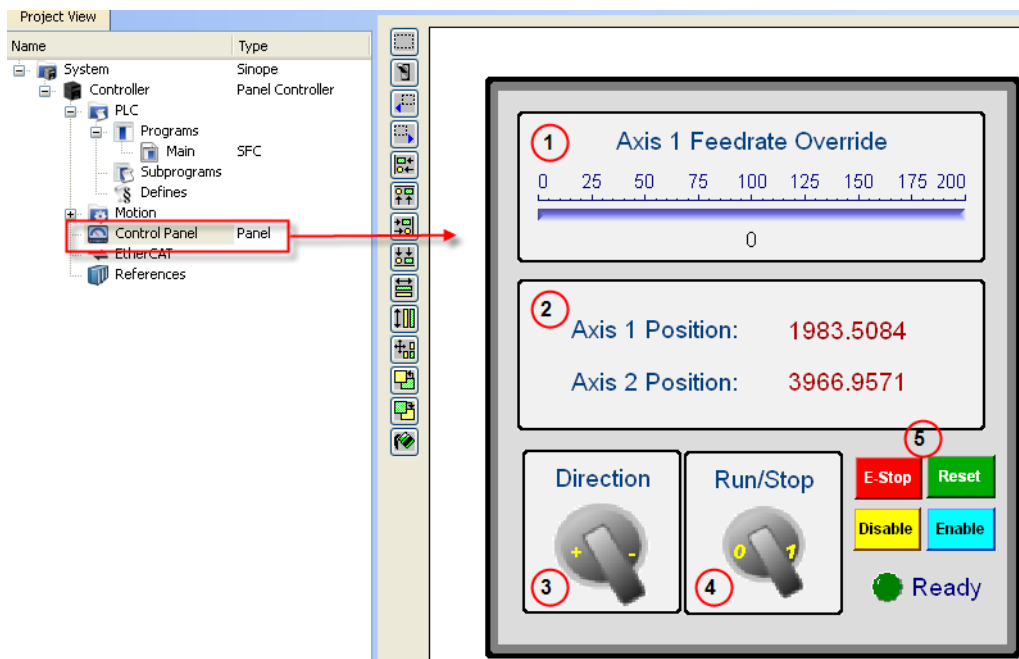 Project View
Name Type
System Sinope
Controller Panel Controller
PLC
Programs
Main SFC
Subprograms
Defines
Motion
Control Panel Panel
EtherCAT
References
1 Axis 1 Feedrate Override
0 25 50 75 100 125 150 175 200
0
2
Axis 1 Position: 1983.5084
Axis 2 Position: 3966.9571
5
Direction
+ -
3
Run/Stop
0 1
4
E-Stop Reset
Disable Enable
Ready